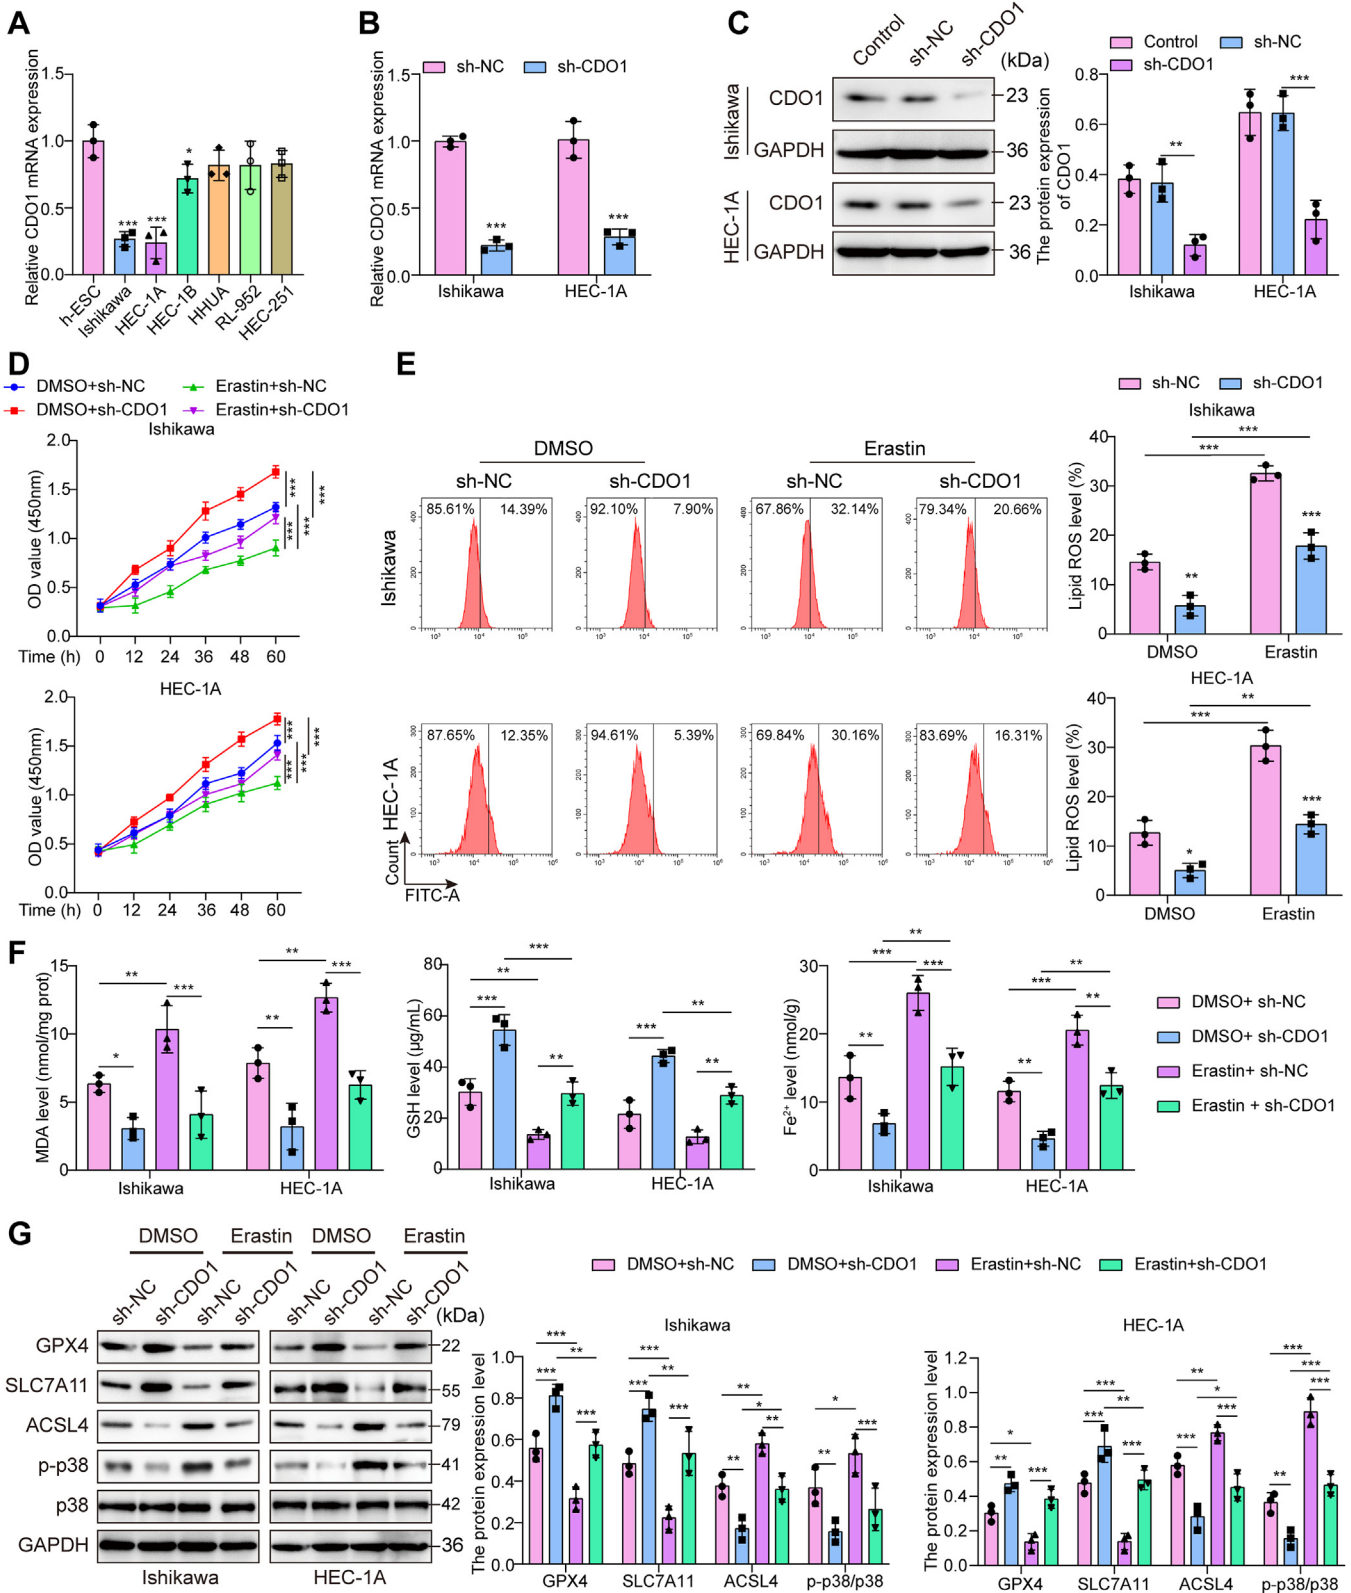 A
Relative CDO1 mRNA expression
1.5
1.0
0.5
0.0
***
***
*
h-ESC
Ishikawa
HEC-1A
HEC-1B
HHUA
RL-952
HEC-251
B
Relative CDO1 mRNA expression
sh-NC
sh-CDO1
1.5
1.0
0.5
0.0
***
***
Ishikawa
HEC-1A
C
Control
sh-NC
sh-CDO1
(kDa)
Ishikawa
CDO1
23
GAPDH
36
HEC-1A
CDO1
23
GAPDH
36
Control
sh-NC
sh-CDO1
The protein expression
of CDO1
0.8
0.6
0.4
0.2
0.0
**
***
Ishikawa
HEC-1A
D
DMSO+sh-NC
Erastin+sh-NC
DMSO+sh-CDO1
Erastin+sh-CDO1
Ishikawa
OD value (450nm)
2.0
1.5
1.0
0.5
0.0
***
***
***
***
Time (h)
0
12
24
36
48
60
HEC-1A
OD value (450nm)
2.0
1.5
1.0
0.5
0.0
***
***
***
***
Time (h)
0
12
24
36
48
60
E
DMSO
Erastin
sh-NC
sh-CDO1
sh-NC
sh-CDO1
Ishikawa
85.61%
14.39%
92.10%
7.90%
67.86%
32.14%
79.34%
20.66%
HEC-1A
87.65%
12.35%
94.61%
5.39%
69.84%
30.16%
83.69%
16.31%
Count
FITC-A
sh-NC
sh-CDO1
Ishikawa
Lipid ROS level (%)
40
30
20
10
0
***
***
**
***
DMSO
Erastin
HEC-1A
Lipid ROS level (%)
40
30
20
10
0
**
***
*
***
DMSO
Erastin
F
MDA level (nmol/mg prot)
15
10
5
0
**
***
*
**
***
**
Ishikawa
HEC-1A
GSH level (μg/mL)
80
60
40
20
0
***
**
***
**
**
***
**
Ishikawa
HEC-1A
Fe²⁺ level (nmol/g)
30
20
10
0
**
***
***
**
**
***
**
**
Ishikawa
HEC-1A
DMSO+ sh-NC
DMSO+ sh-CDO1
Erastin+ sh-NC
Erastin + sh-CDO1
G
DMSO
Erastin
DMSO
Erastin
sh-NC
sh-CDO1
sh-NC
sh-CDO1
sh-NC
sh-CDO1
sh-NC
sh-CDO1
(kDa)
GPX4
22
SLC7A11
55
ACSL4
79
p-p38
41
p38
42
GAPDH
36
Ishikawa
HEC-1A
DMSO+sh-NC
DMSO+sh-CDO1
Erastin+sh-NC
Erastin+sh-CDO1
Ishikawa
The protein expression level
1.0
0.8
0.6
0.4
0.2
0.0
***
**
***
***
***
**
***
***
**
*
**
**
*
***
**
GPX4
SLC7A11
ACSL4
p-p38/p38
HEC-1A
The protein expression level
1.2
1.0
0.8
0.6
0.4
0.2
0.0
*
**
***
***
**
***
***
**
*
***
***
***
***
***
**
GPX4
SLC7A11
ACSL4
p-p38/p38